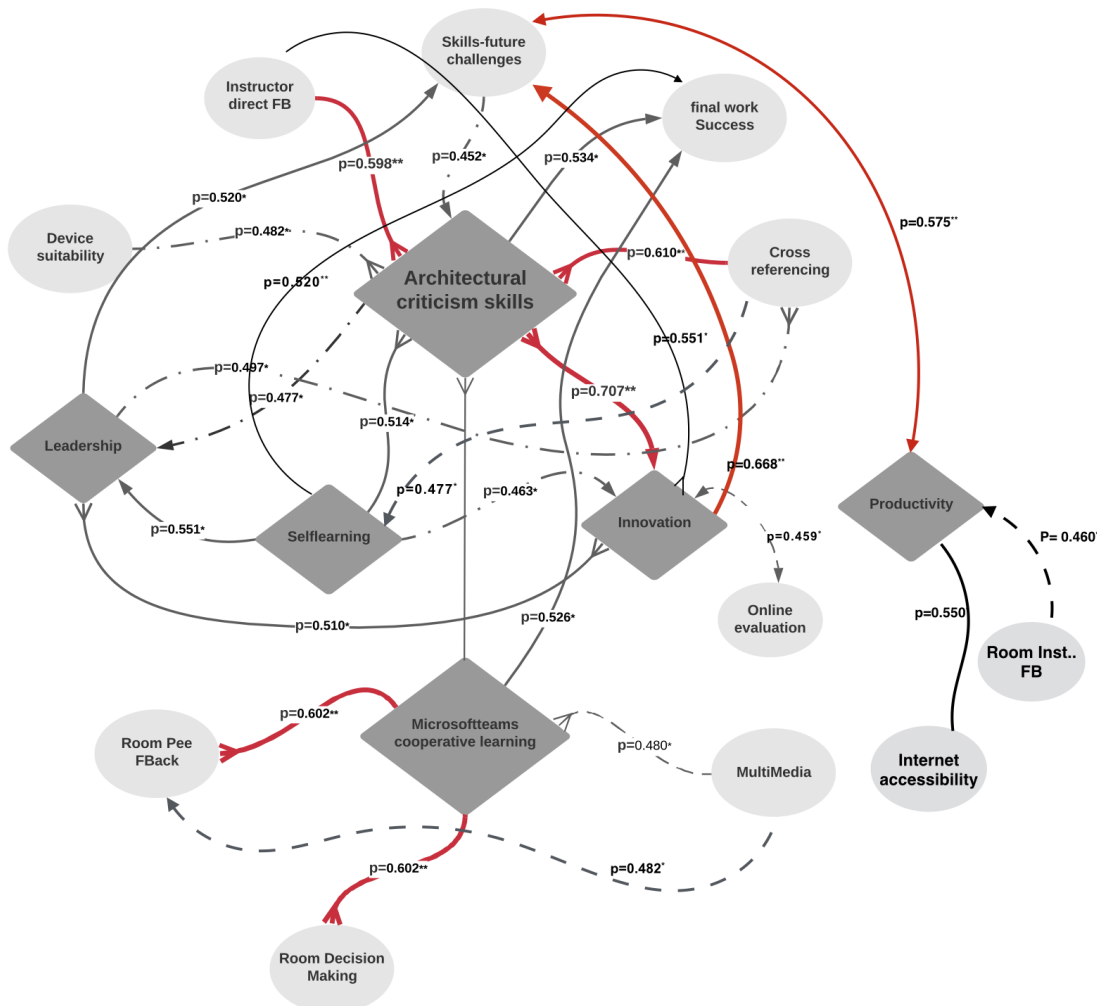 Skills-future
challenges
Instructor
direct FB
final work
Success
p=0.598**
p=0.452*
p=0.534*
p=0.520*
p=0.575**
Device
suitability
p=0.482*
Cross
referencing
p=0.610**
Architectural
criticism skills
p=0.520**
p=0.551*
p=0.497*
p=0.477*
p=0.707**
p=0.514*
Leadership
p=0.668**
p=0.477*
p=0.463*
Productivity
Innovation
p=0.551*
Selflearning
p=0.459*
P= 0.460*
p=0.510*
p=0.526*
Online
evaluation
p=0.550
Room Inst..
FB
p=0.602**
Microsoftteams
cooperative learning
Room Pee
FBack
p=0.480*
MultiMedia
Internet
accessibility
p=0.602**
p=0.482*
Room Decision
Making